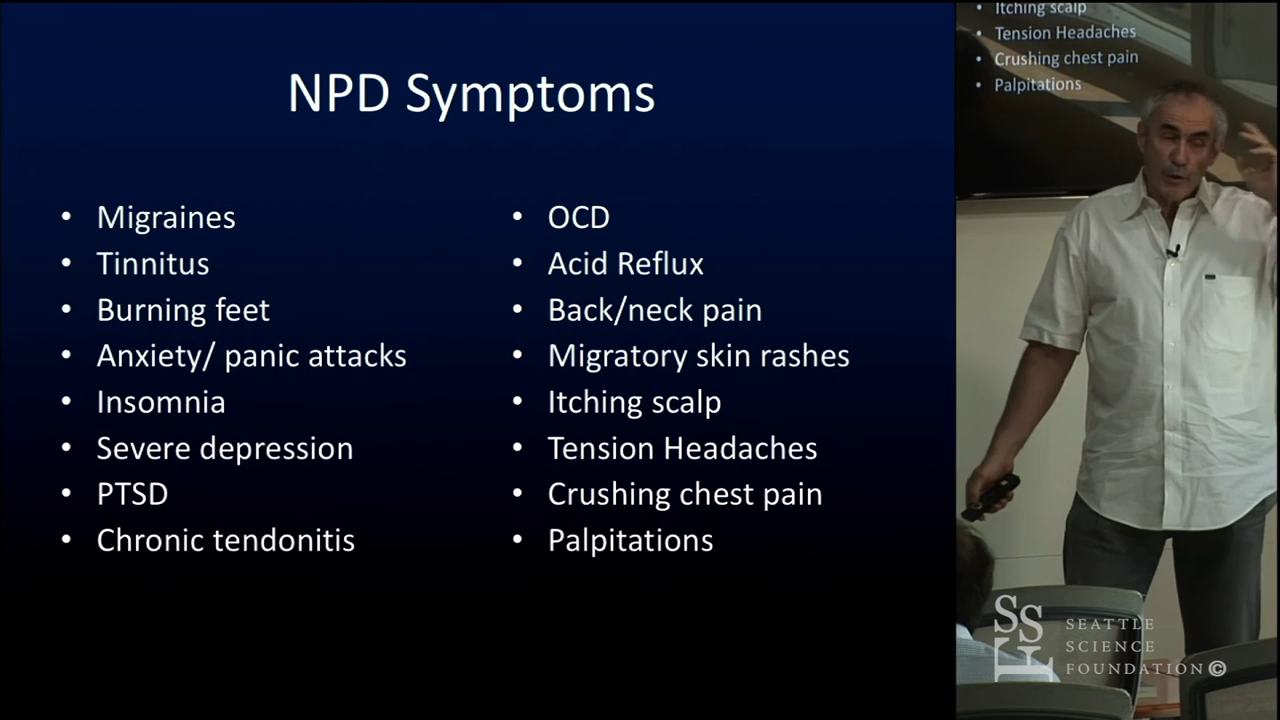 NPD Symptoms
• Migraines
• Tinnitus
• Burning feet
• Anxiety/ panic attacks
• Insomnia
• Severe depression
• PTSD
• Chronic tendonitis
• OCD
• Acid Reflux
• Back/neck pain
• Migratory skin rashes
• Itching scalp
• Tension Headaches
• Crushing chest pain
• Palpitations
• Itching scalp
• Tension Headaches
• Crushing chest pain
• Palpitations
SSF
SEATTLE
SCIENCE
FOUNDATION©